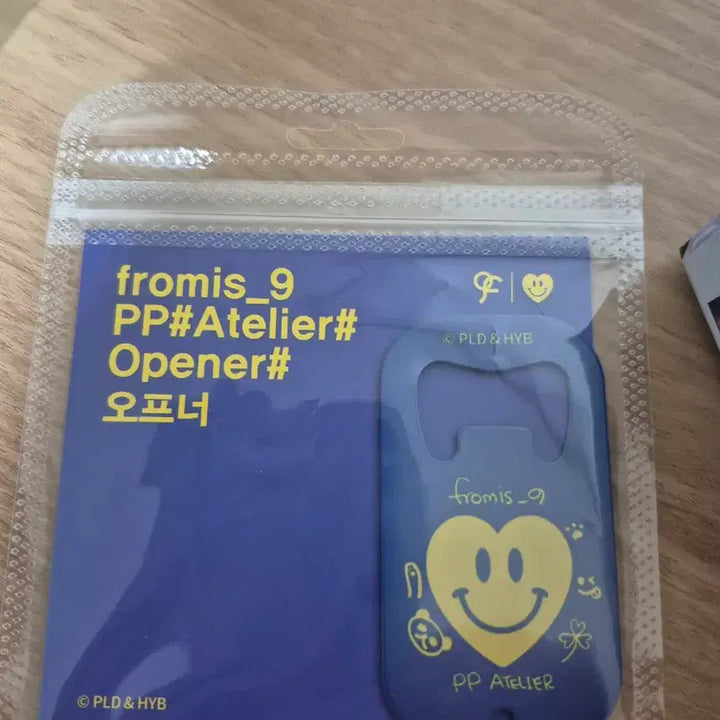 fromis_9
PP#Atelier#
Opener#
오프너
© PLD & HYB
fromis_9
PP ATELIER
© PLD & HYB